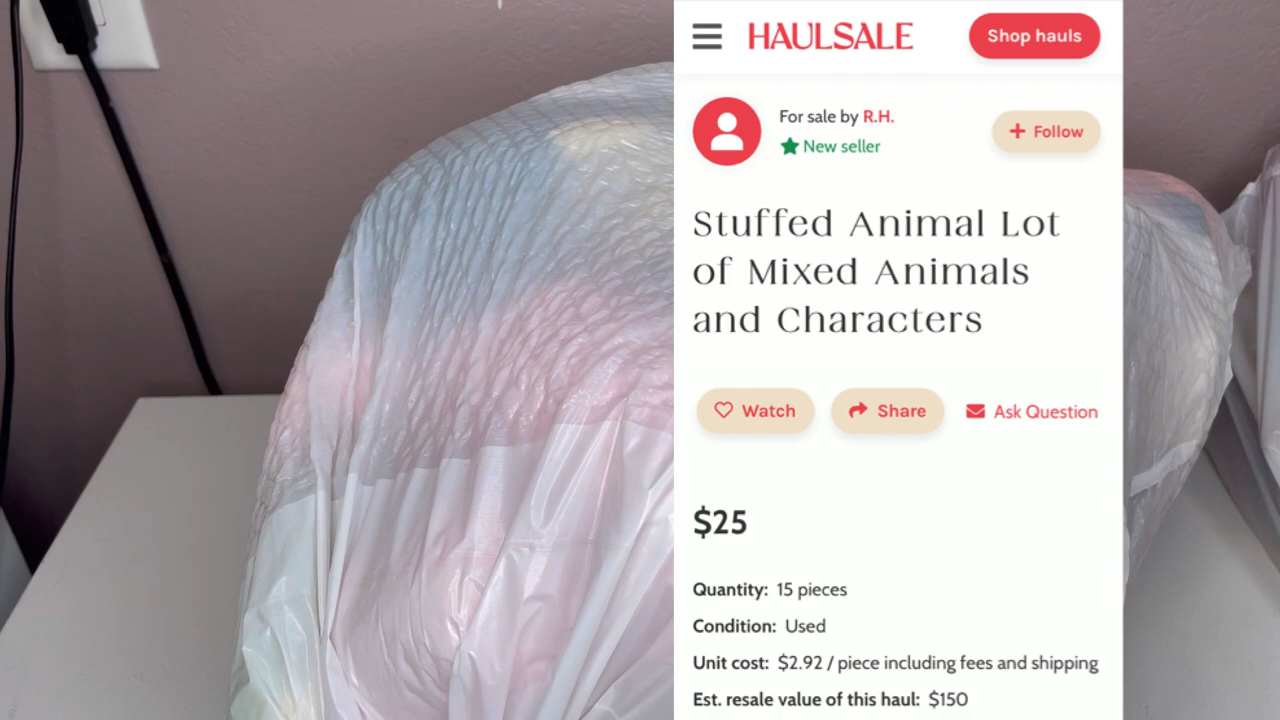 HAULSALE
Shop hauls
For sale by R.H.
New seller
Follow
Stuffed Animal Lot
of Mixed Animals
and Characters
Watch
Share
Ask Question
$25
Quantity: 15 pieces
Condition: Used
Unit cost: $2.92 / piece including fees and shipping
Est. resale value of this haul: $150